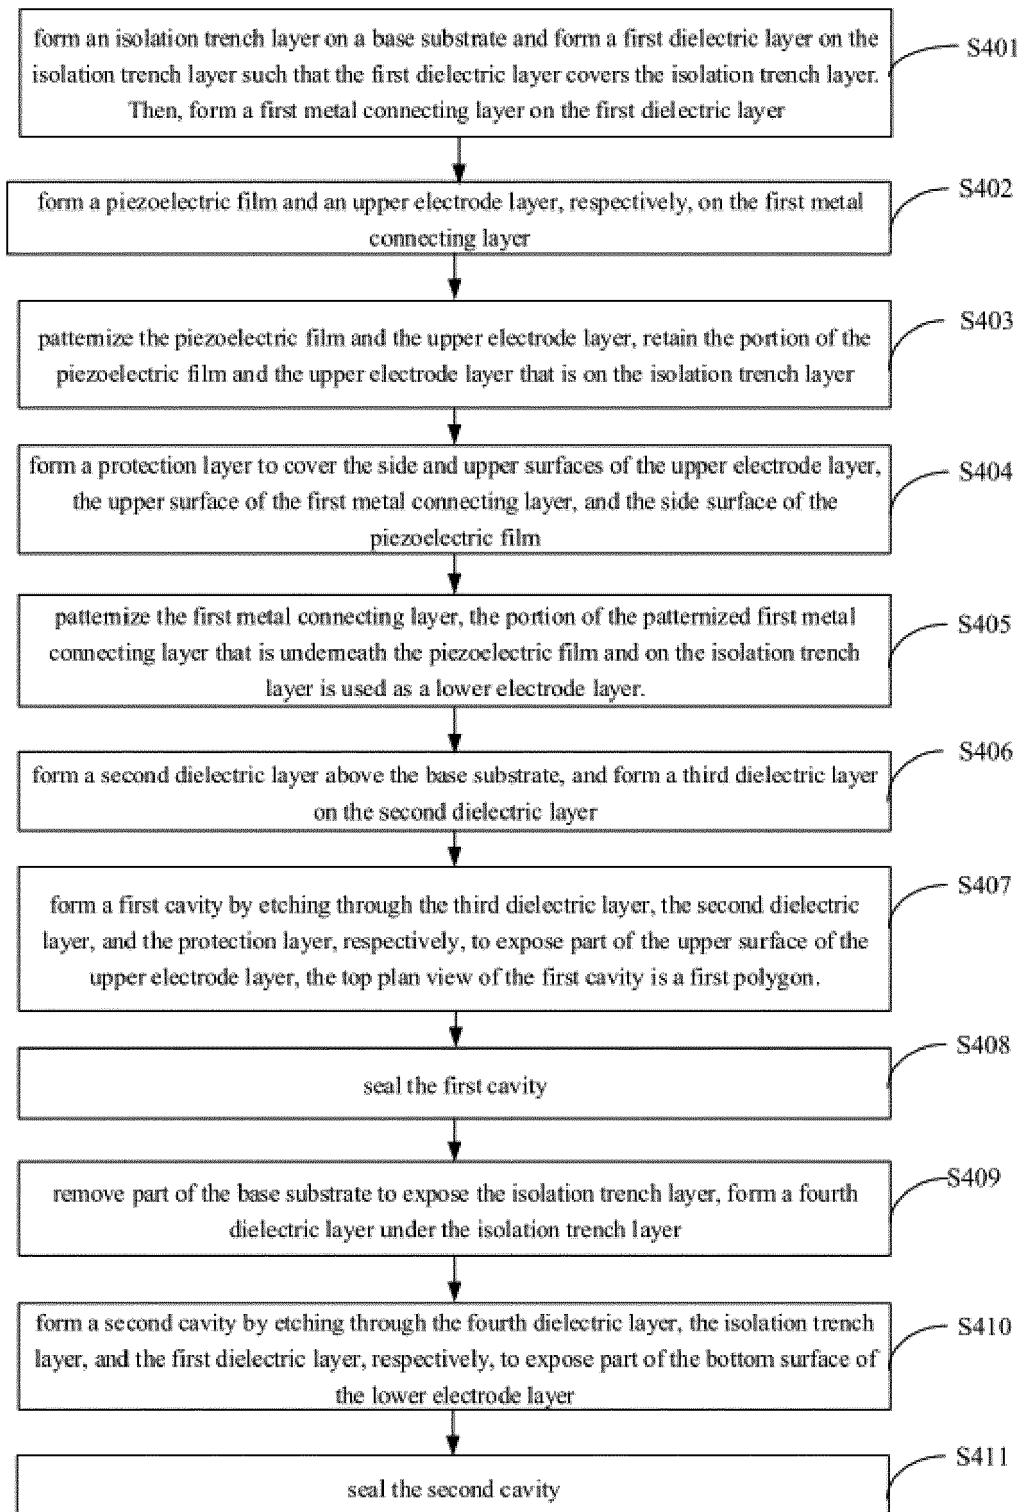 form an isolation trench layer on a base substrate and form a first dielectric layer on the
isolation trench layer such that the first dielectric layer covers the isolation trench layer.
Then, form a first metal connecting layer on the first dielectric layer
S401
form a piezoelectric film and an upper electrode layer, respectively, on the first metal
connecting layer
S402
patternize the piezoelectric film and the upper electrode layer, retain the portion of the
piezoelectric film and the upper electrode layer that is on the isolation trench layer
S403
form a protection layer to cover the side and upper surfaces of the upper electrode layer,
the upper surface of the first metal connecting layer, and the side surface of the
piezoelectric film
S404
patternize the first metal connecting layer, the portion of the patternized first metal
connecting layer that is underneath the piezoelectric film and on the isolation trench
layer is used as a lower electrode layer.
S405
form a second dielectric layer above the base substrate, and form a third dielectric layer
on the second dielectric layer
S406
form a first cavity by etching through the third dielectric layer, the second dielectric
layer, and the protection layer, respectively, to expose part of the upper surface of the
upper electrode layer, the top plan view of the first cavity is a first polygon.
S407
seal the first cavity
S408
remove part of the base substrate to expose the isolation trench layer, form a fourth
dielectric layer under the isolation trench layer
S409
form a second cavity by etching through the fourth dielectric layer, the isolation trench
layer, and the first dielectric layer, respectively, to expose part of the bottom surface of
the lower electrode layer
S410
seal the second cavity
S411